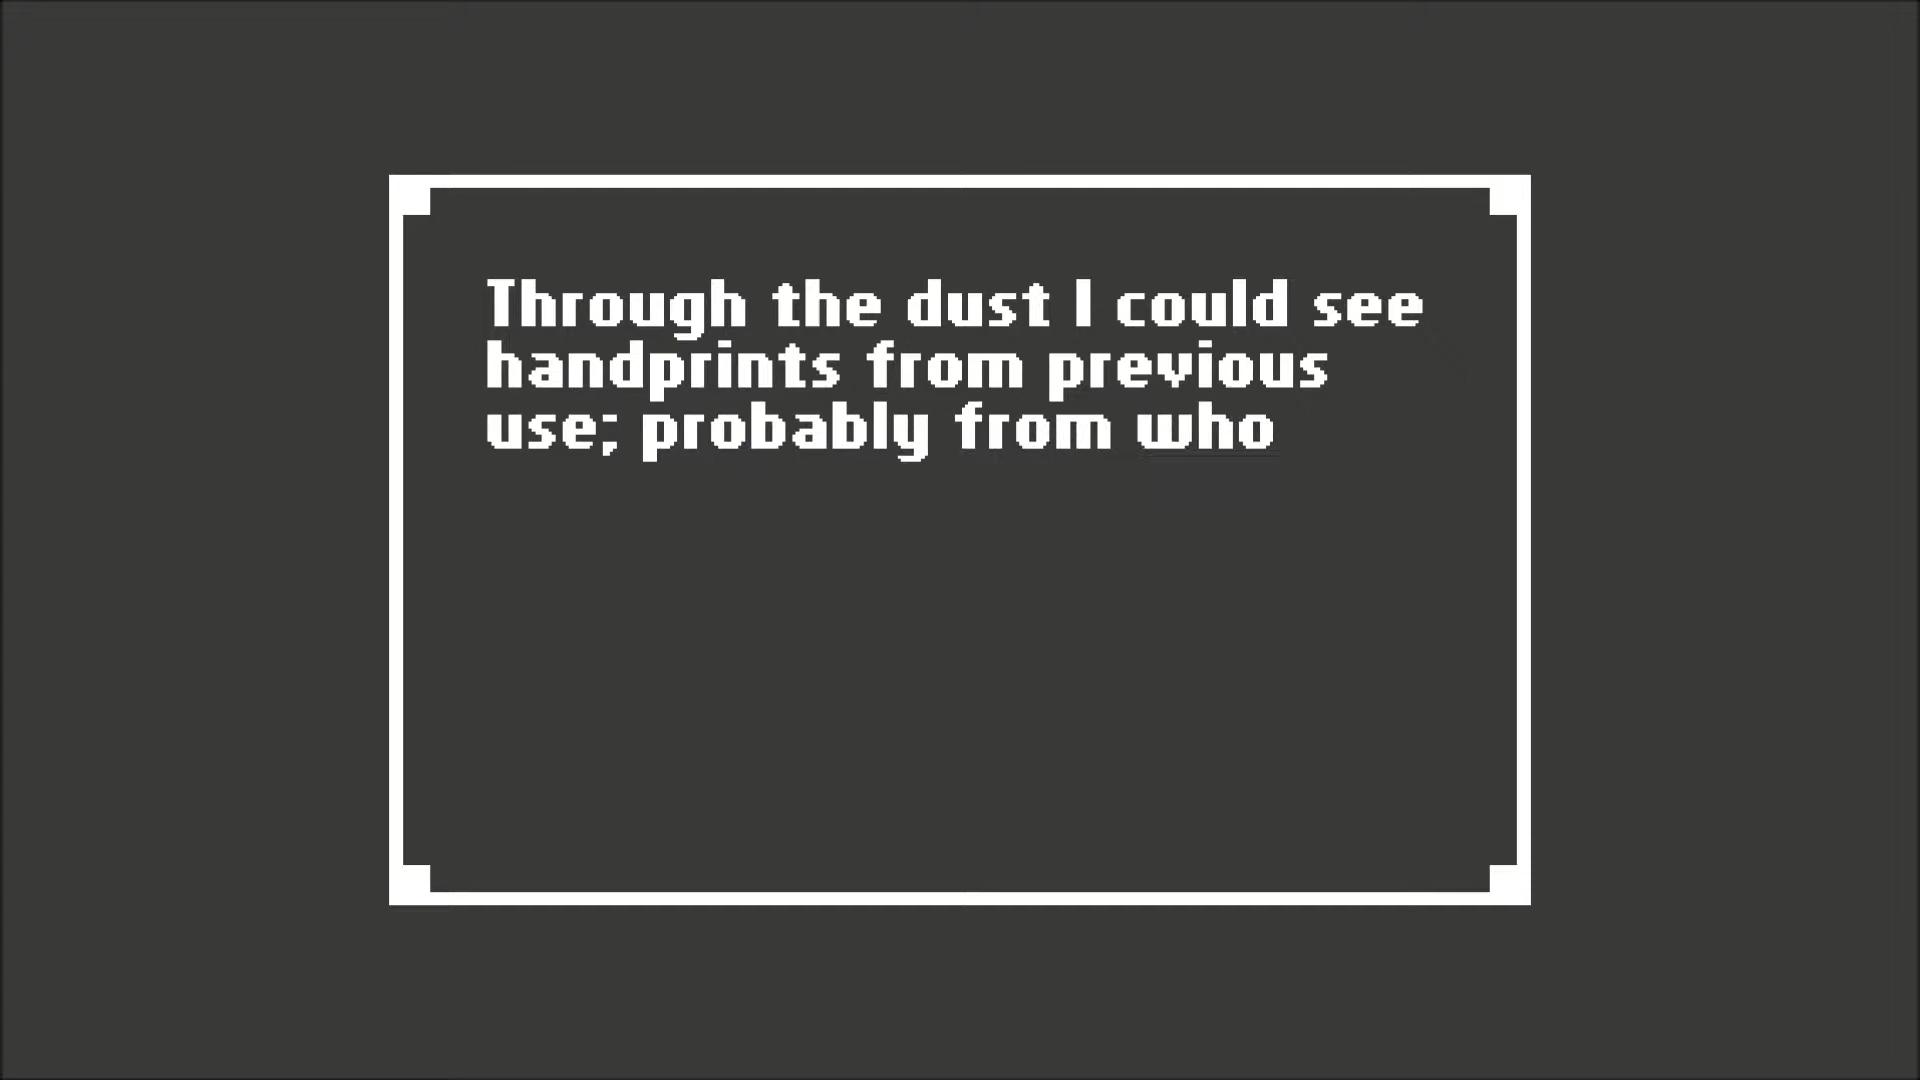 Through the dust I could see
handprints from previous
use; probably from who